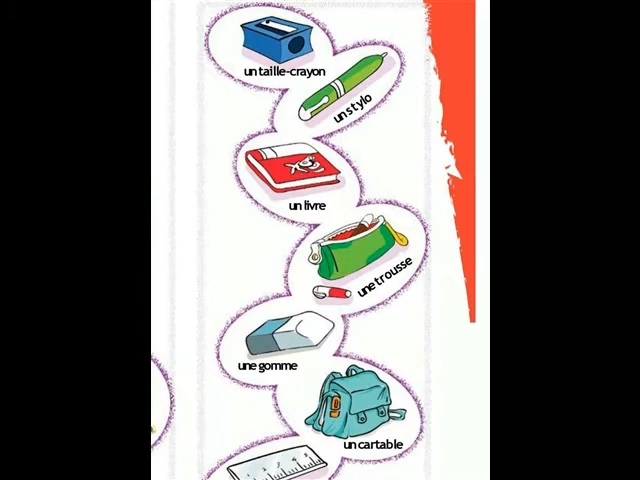 un taille-crayon
un stylo
un livre
une trousse
une gomme
un cartable